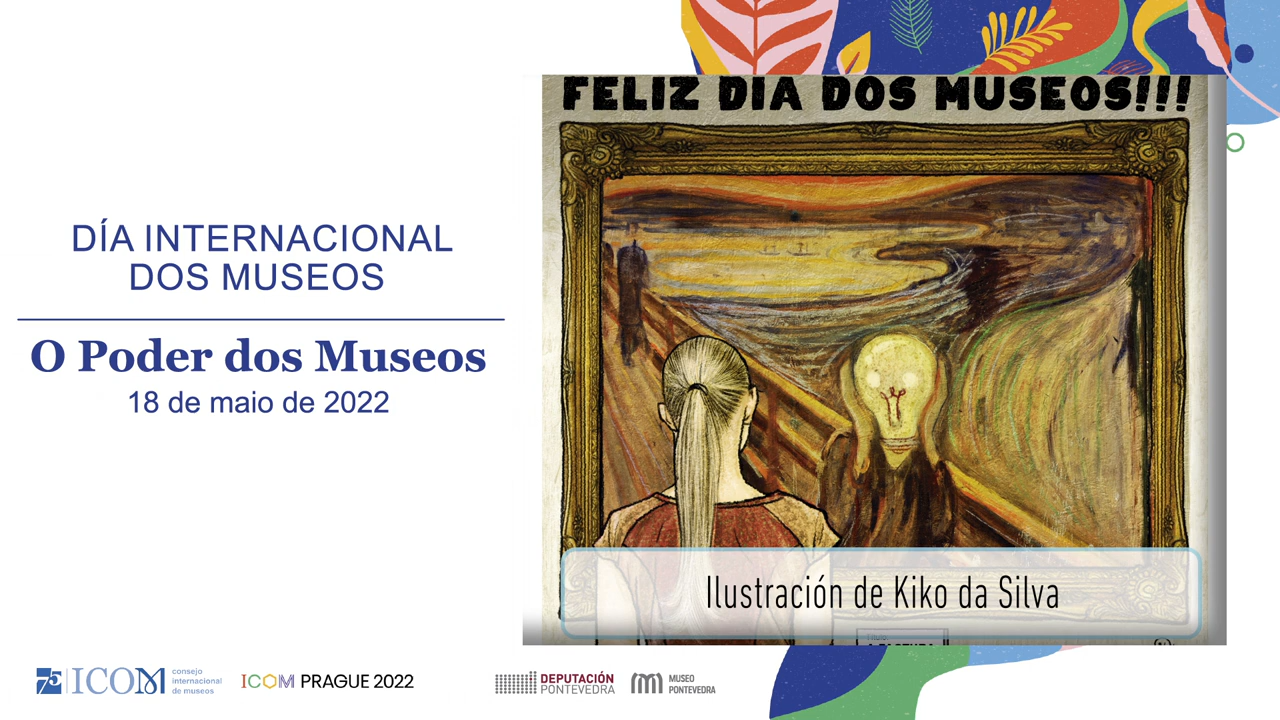 DÍA INTERNACIONAL
DOS MUSEOS
O Poder dos Museos
18 de maio de 2022
FELIZ DIA DOS MUSEOS!!!
Ilustración de Kiko da Silva
75 ICOM
consejo
internacional
de museos
ICOM PRAGUE 2022
DEPUTACIÓN
PONTEVEDRA
MUSEO
PONTEVEDRA